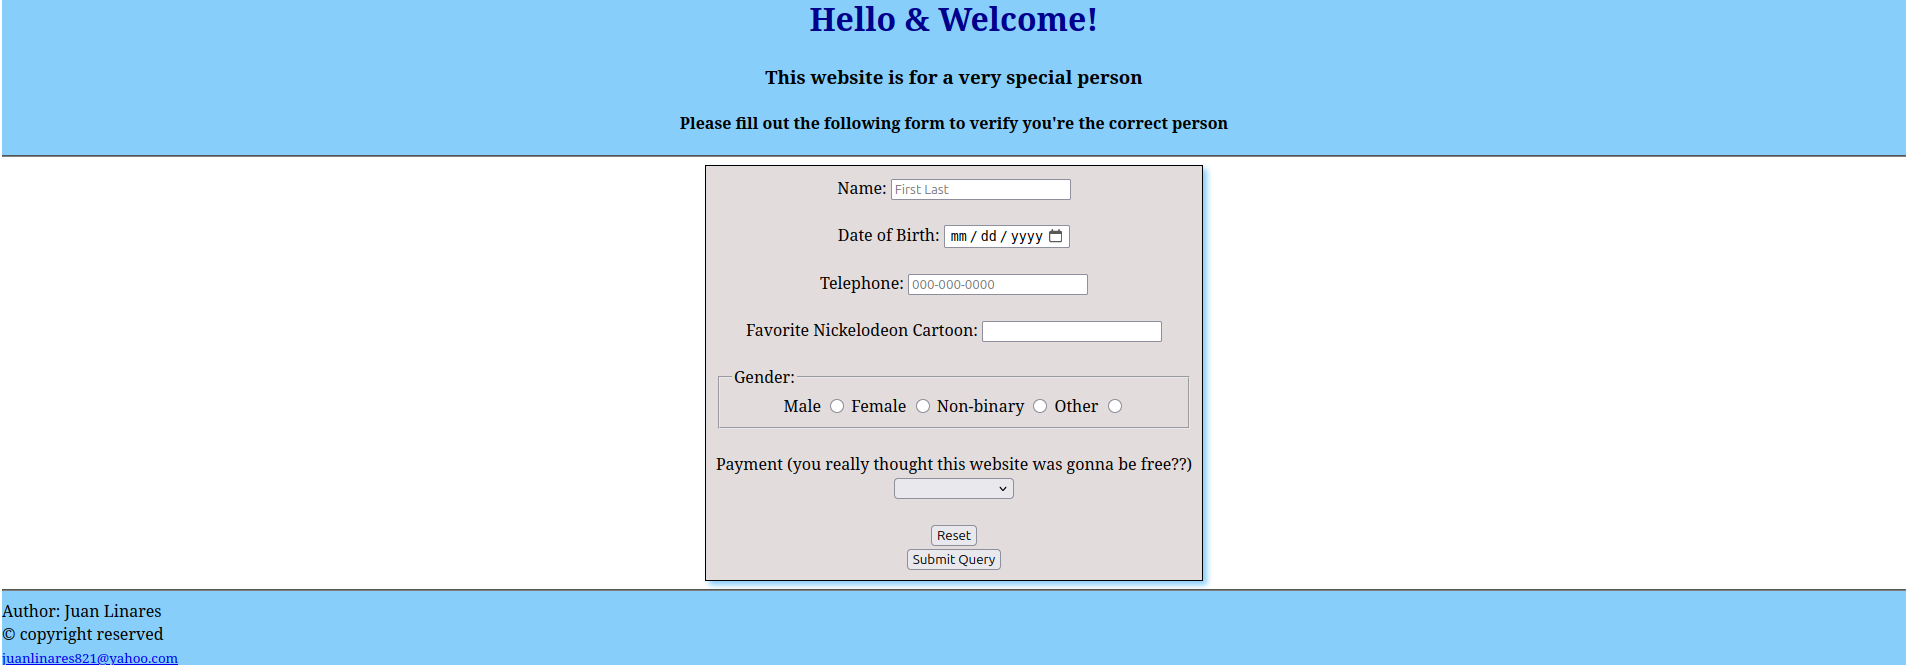 Hello & Welcome!
This website is for a very special person
Please fill out the following form to verify you're the correct person
Name: First Last
Date of Birth: mm / dd / yyyy
Telephone: 000-000-0000
Favorite Nickelodeon Cartoon:
Gender:
Male Female Non-binary Other
Payment (you really thought this website was gonna be free??)
Reset
Submit Query
Author: Juan Linares
© copyright reserved
juanlinares821@yahoo.com